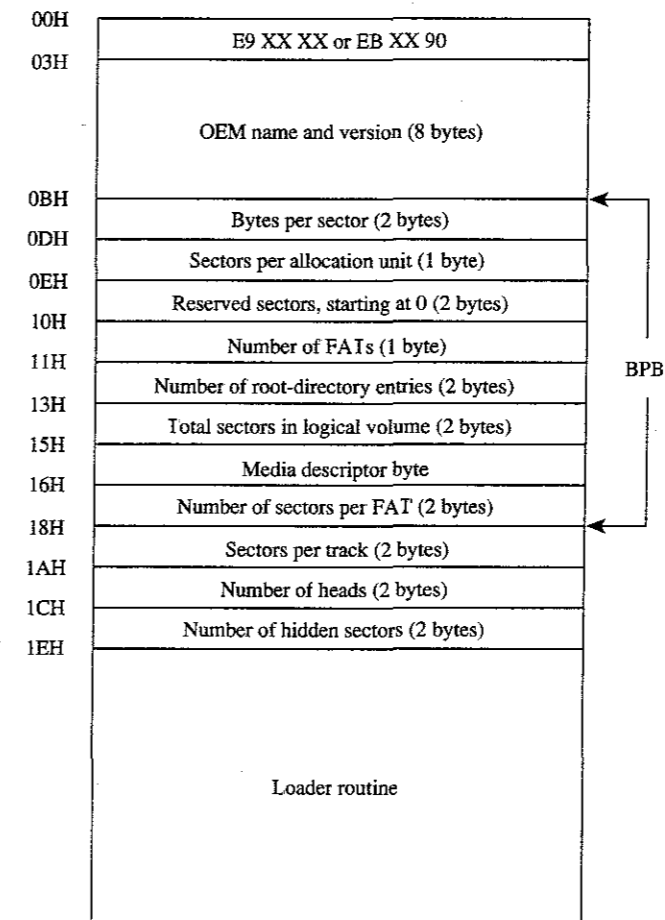 00H
E9 XX XX or EB XX 90
03H
OEM name and version (8 bytes)
0BH
Bytes per sector (2 bytes)
0DH
Sectors per allocation unit (1 byte)
0EH
Reserved sectors, starting at 0 (2 bytes)
10H
Number of FATs (1 byte)
11H
BPB
Number of root-directory entries (2 bytes)
13H
Total sectors in logical volume (2 bytes)
15H
Media descriptor byte
16H
Number of sectors per FAT (2 bytes)
18H
Sectors per track (2 bytes)
1AH
Number of heads (2 bytes)
1CH
Number of hidden sectors (2 bytes)
1EH
Loader routine